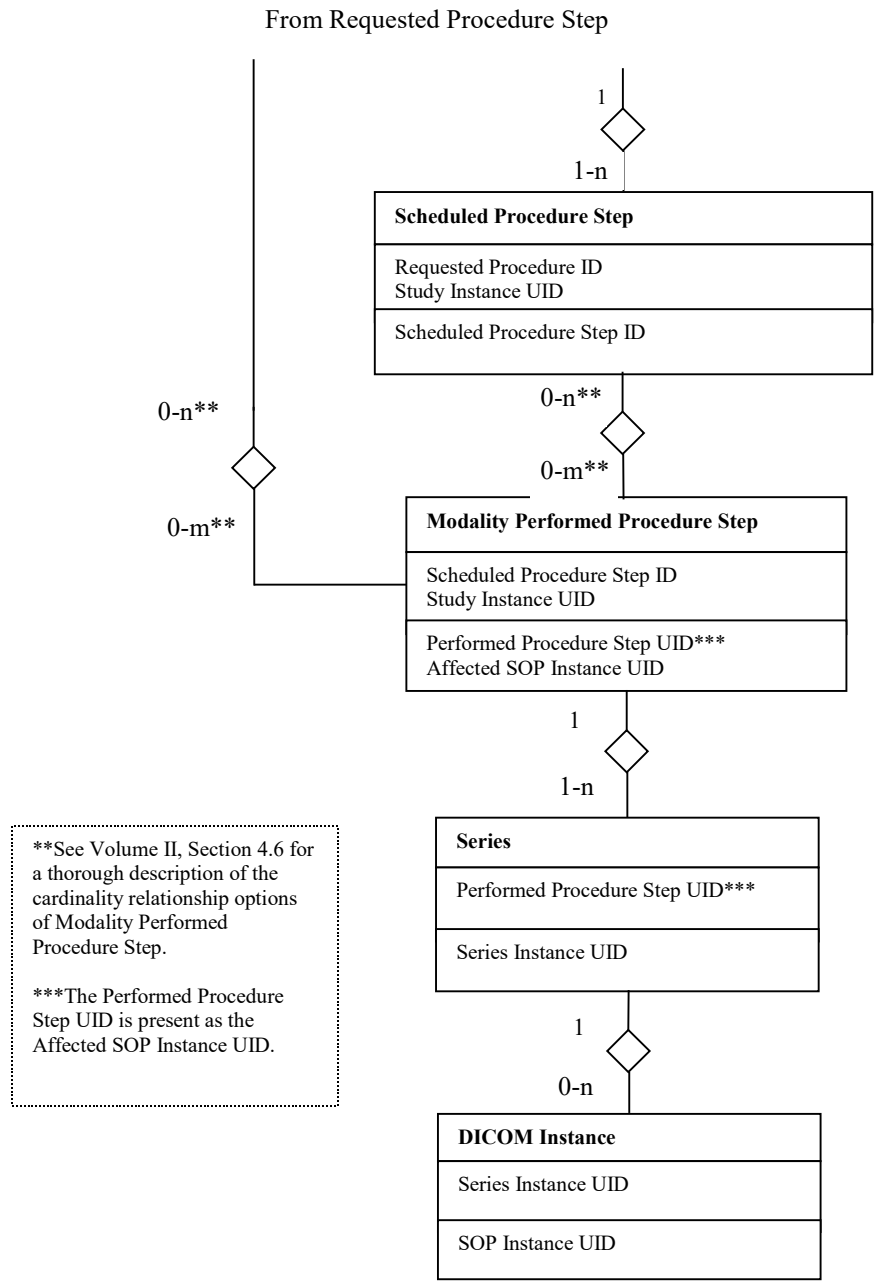 From Requested Procedure Step
1
1-n
Scheduled Procedure Step
Requested Procedure ID
Study Instance UID
Scheduled Procedure Step ID
0-n**
0-n**
0-m**
0-m**
Modality Performed Procedure Step
Scheduled Procedure Step ID
Study Instance UID
Performed Procedure Step UID***
Affected SOP Instance UID
1
1-n
Series
Performed Procedure Step UID***
Series Instance UID
**See Volume II, Section 4.6 for
a thorough description of the
cardinality relationship options
of Modality Performed
Procedure Step.
***The Performed Procedure
Step UID is present as the
Affected SOP Instance UID.
1
0-n
DICOM Instance
Series Instance UID
SOP Instance UID